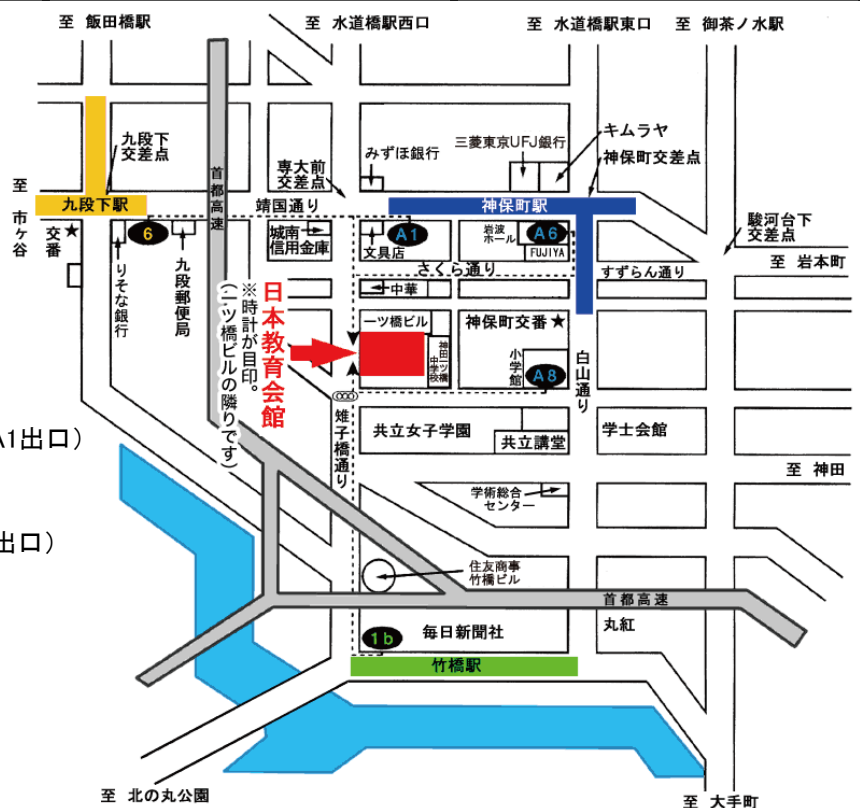 至 飯田橋駅
至 水道橋駅西口
至 水道橋駅東口
至 御茶ノ水駅
九段下
交差点
首都高速
専大前
交差点
みずほ銀行
三菱東京UFJ銀行
キムラヤ
神保町交差点
至 市ヶ谷
九段下駅
靖国通り
神保町駅
交番★
6
りそな銀行
九段郵便局
城南
信用金庫
A1
文具店
岩波
ホール
A6
FUJIYA
駿河台下
交差点
さくら通り
すずらん通り
至 岩本町
中華
日本教育会館
※時計が目印。
(一ツ橋ビルの隣りです)
一ツ橋ビル
神田一ツ橋
中学校
神保町交番★
小学館
A8
白山通り
雉子橋通り
A1出口)
共立女子学園
共立講堂
学士会館
至 神田
学術総合
センター
出口)
住友商事
竹橋ビル
首都高速
丸紅
1b
毎日新聞社
竹橋駅
至 北の丸公園
至 大手町